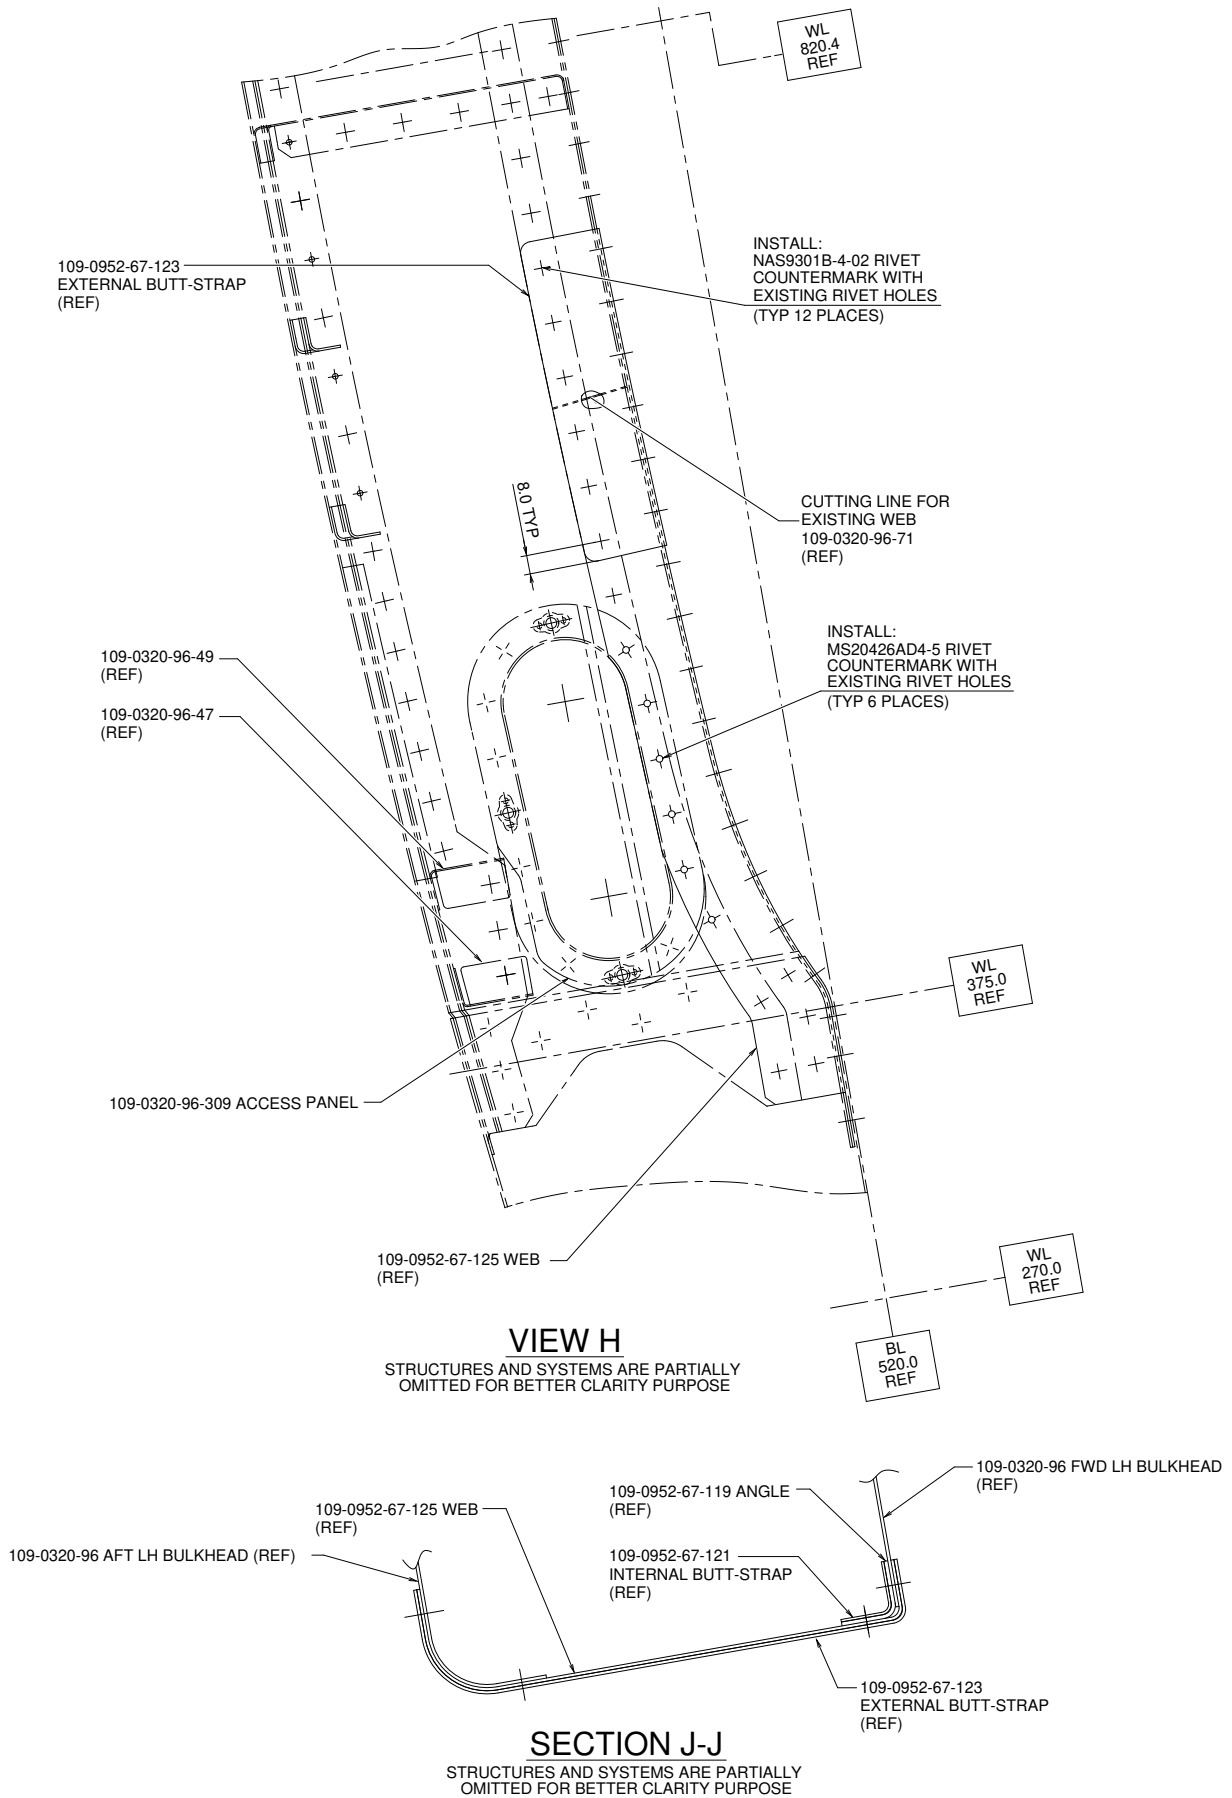 WL
820.4
REF
109-0952-67-123
EXTERNAL BUTT-STRAP
(REF)
INSTALL:
NAS9301B-4-02 RIVET
COUNTERMARK WITH
EXISTING RIVET HOLES
(TYP 12 PLACES)
8.0 TYP
CUTTING LINE FOR
EXISTING WEB
109-0320-96-71
(REF)
INSTALL:
MS20426AD4-5 RIVET
COUNTERMARK WITH
EXISTING RIVET HOLES
(TYP 6 PLACES)
109-0320-96-49
(REF)
109-0320-96-47
(REF)
WL
375.0
REF
109-0320-96-309 ACCESS PANEL
109-0952-67-125 WEB
(REF)
WL
270.0
REF
BL
520.0
REF
VIEW H
STRUCTURES AND SYSTEMS ARE PARTIALLY
OMITTED FOR BETTER CLARITY PURPOSE
109-0320-96 FWD LH BULKHEAD
(REF)
109-0952-67-119 ANGLE
(REF)
109-0952-67-125 WEB
(REF)
109-0320-96 AFT LH BULKHEAD (REF)
109-0952-67-121
INTERNAL BUTT-STRAP
(REF)
109-0952-67-123
EXTERNAL BUTT-STRAP
(REF)
SECTION J-J
STRUCTURES AND SYSTEMS ARE PARTIALLY
OMITTED FOR BETTER CLARITY PURPOSE